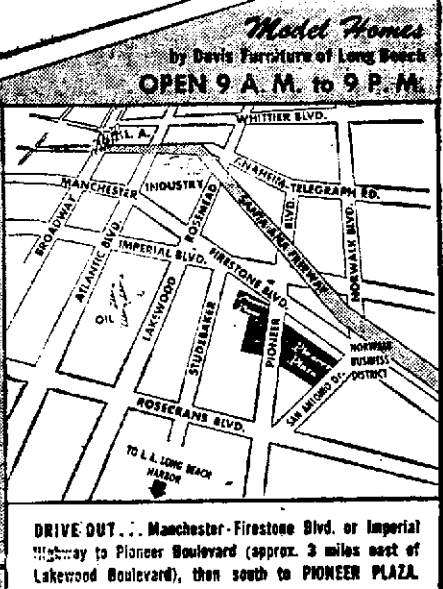 Model Homes
by Davis Furniture of Long Beach
OPEN 9 A. M. to 9 P. M.
WHITTIER BLVD.
L. A.
ANAHEIM-TELEGRAPH RD.
MANCHESTER
INDUSTRY
BROADWAY
ATLANTIC BLVD.
ROSEMEAD
BLVD.
SANTA ANA FREEWAY
NORWALK BLVD.
IMPERIAL BLVD.
FIRESTONE BLVD.
OIL
LAKEWOOD
STUDEBAKER
PIONEER
Pioneer
Plaza
NORWALK
BUSINESS
DISTRICT
SAN ANTONIO DR.
ROSECRANS BLVD.
TO L. A. LONG BEACH
HARBOR
DRIVE OUT... Manchester-Firestone Blvd. or Imperial
Highway to Pioneer Boulevard (approx. 3 miles east of
Lakewood Boulevard), then south to PIONEER PLAZA.